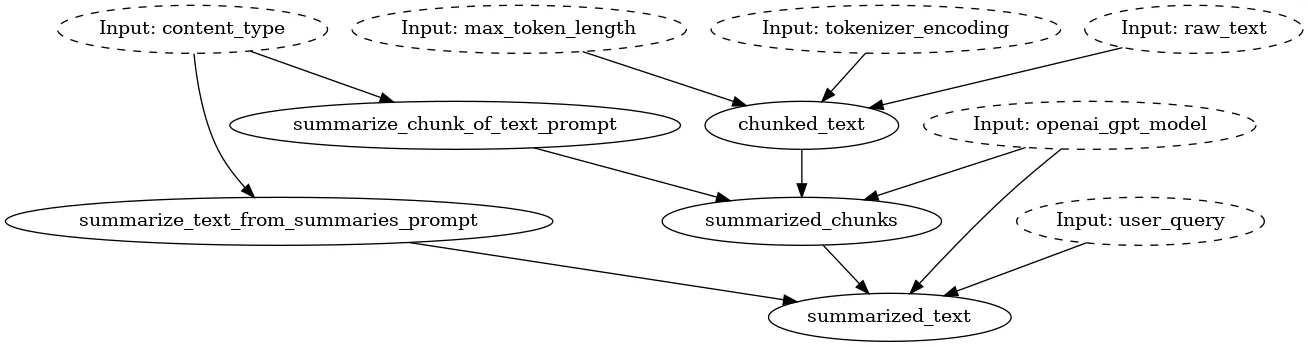 Input: content_type
Input: max_token_length
Input: tokenizer_encoding
Input: raw_text
summarize_chunk_of_text_prompt
chunked_text
Input: openai_gpt_model
summarize_text_from_summaries_prompt
summarized_chunks
Input: user_query
summarized_text